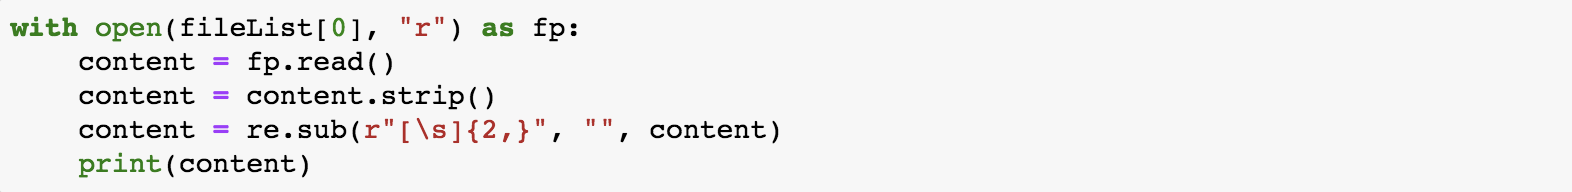 with open(fileList[0], "r") as fp:
    content = fp.read()
    content = content.strip()
    content = re.sub(r"[\s]{2,}", "", content)
    print(content)